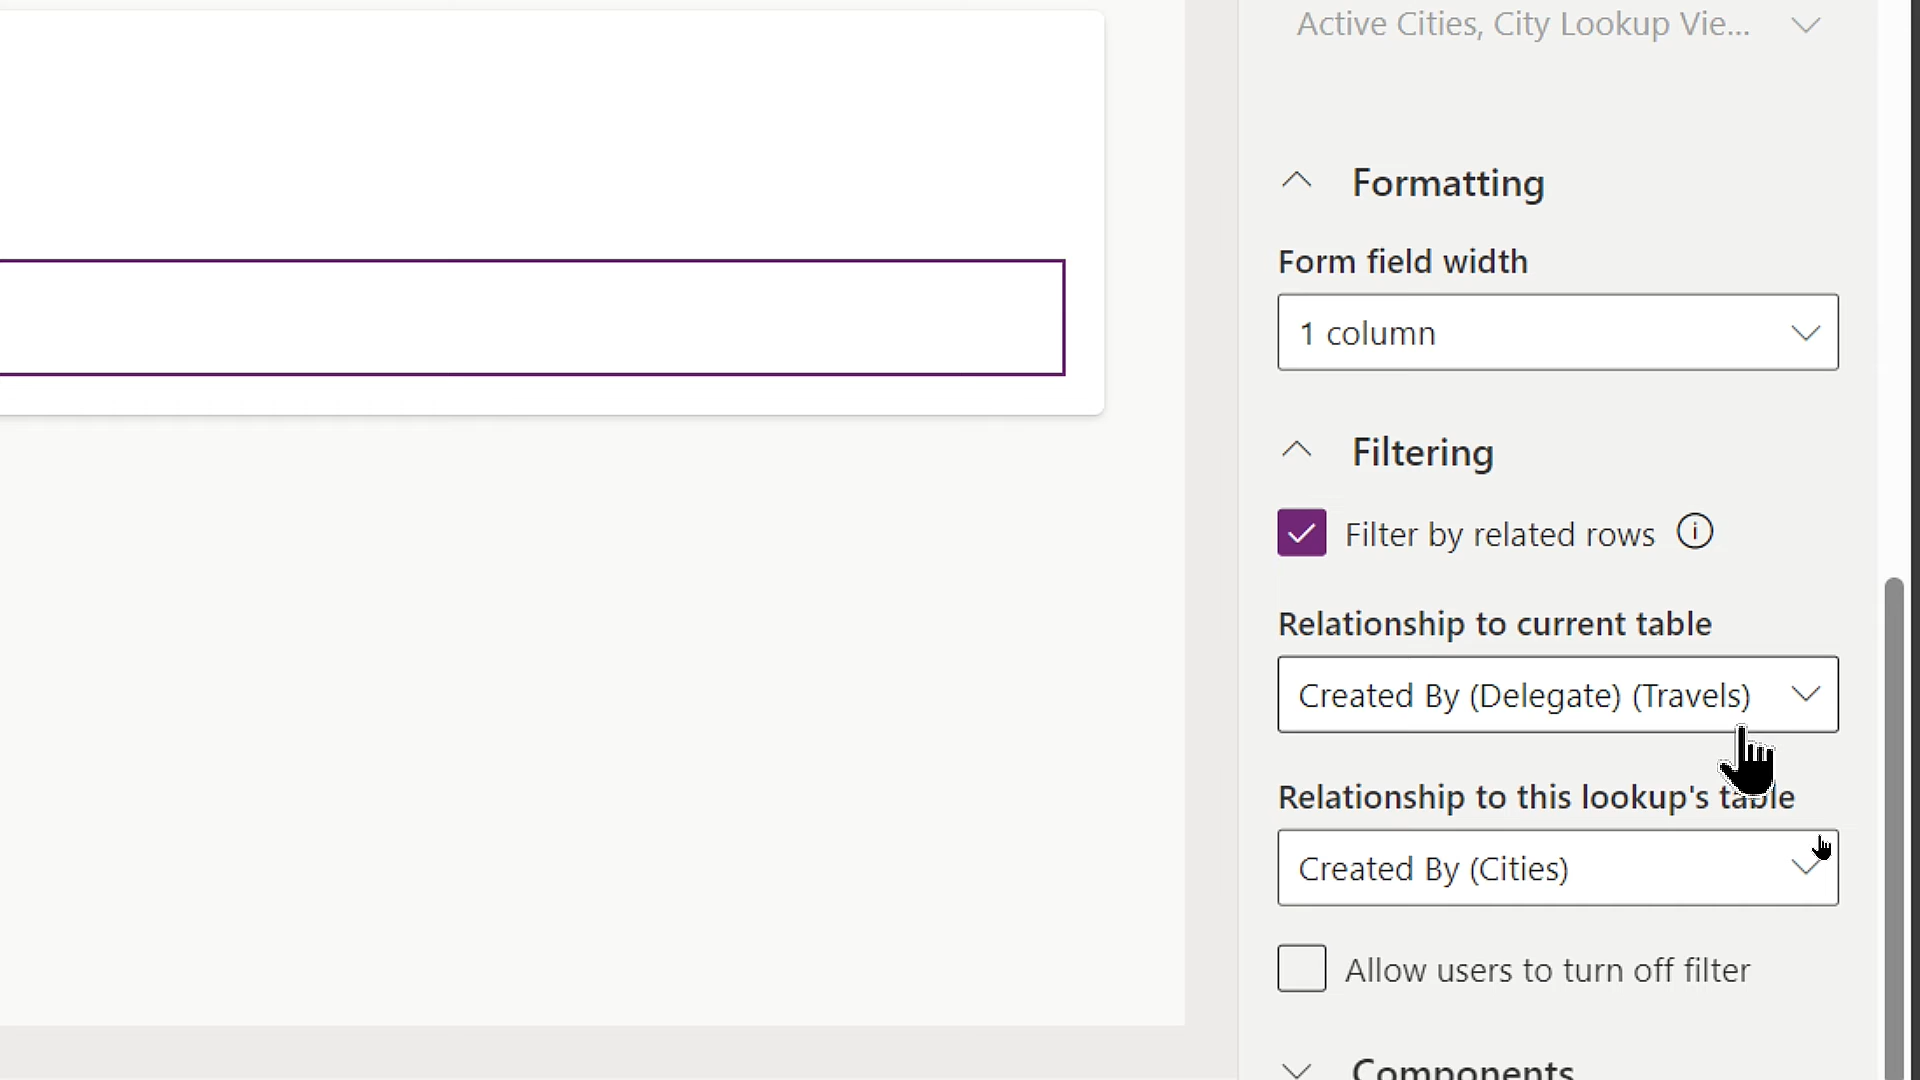 Active Cities, City Lookup Vie...
Formatting
Form field width
1 column
Filtering
Filter by related rows
Relationship to current table
Created By (Delegate) (Travels)
Relationship to this lookup's table
Created By (Cities)
Allow users to turn off filter
Components